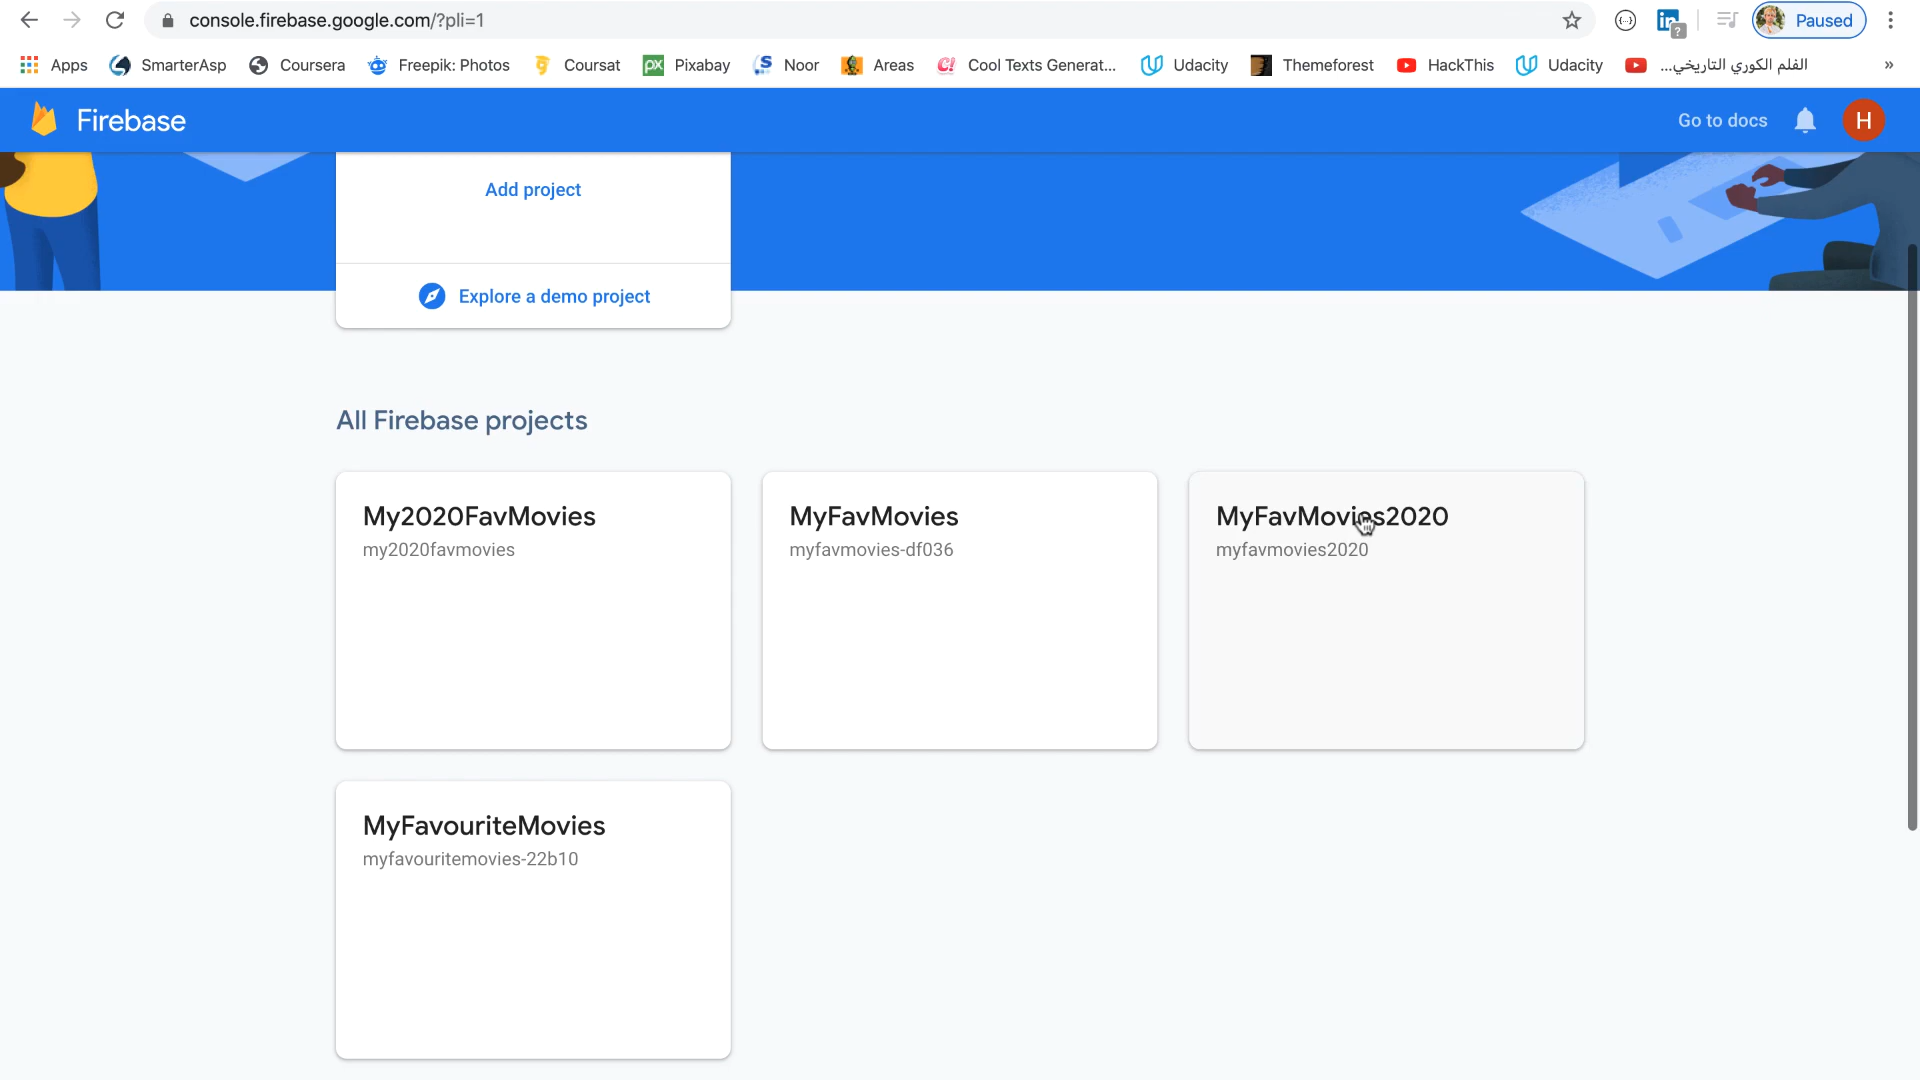 console.firebase.google.com/?pli=1
Paused
Apps
SmarterAsp
Coursera
Freepik: Photos
Coursat
px
Pixabay
Noor
Areas
Cool Texts Generat...
Udacity
Themeforest
HackThis
Udacity
الفلم الكوري التاريخي...
»
Firebase
Go to docs
H
Add project
Explore a demo project
All Firebase projects
My2020FavMovies
my2020favmovies
MyFavMovies
myfavmovies-df036
MyFavMovies2020
myfavmovies2020
MyFavouriteMovies
myfavouritemovies-22b10